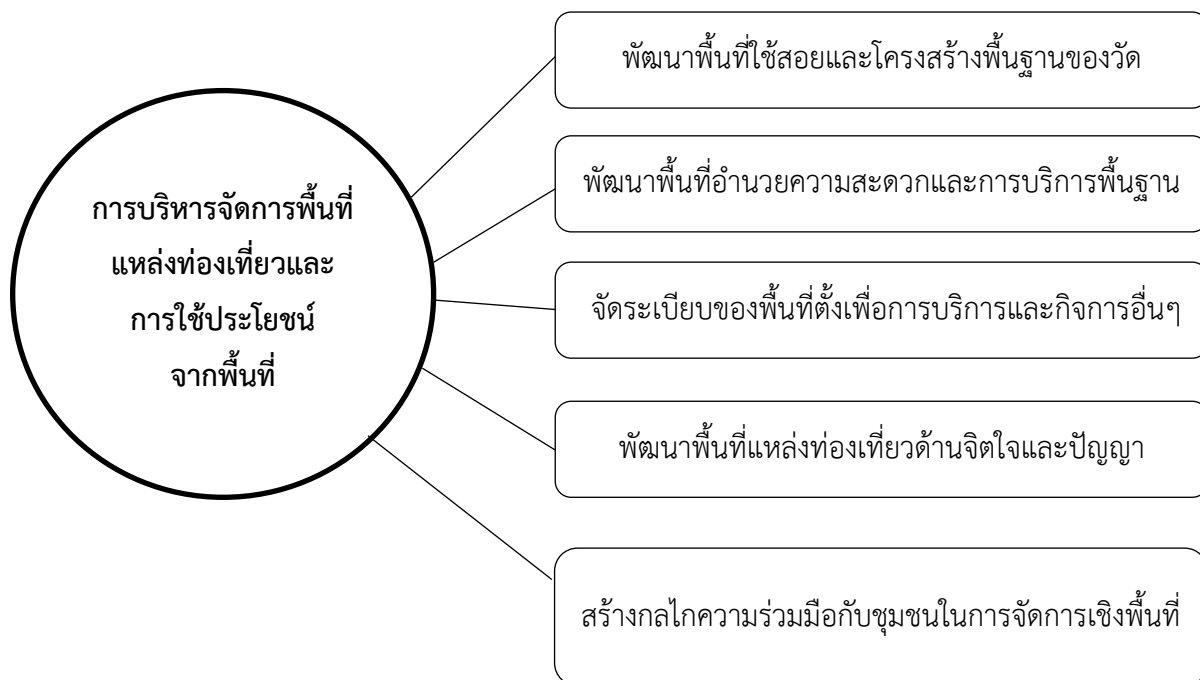 การบริหารจัดการพื้นที่
แหล่งท่องเที่ยวและ
การใช้ประโยชน์
จากพื้นที่
พัฒนาพื้นที่ใช้สอยและโครงสร้างพื้นฐานของวัด
พัฒนาพื้นที่อำนวยความสะดวกและการบริการพื้นฐาน
จัดระเบียบของพื้นที่ตั้งเพื่อการบริการและกิจการอื่นๆ
พัฒนาพื้นที่แหล่งท่องเที่ยวด้านจิตใจและปัญญา
สร้างกลไกความร่วมมือกับชุมชนในการจัดการเชิงพื้นที่